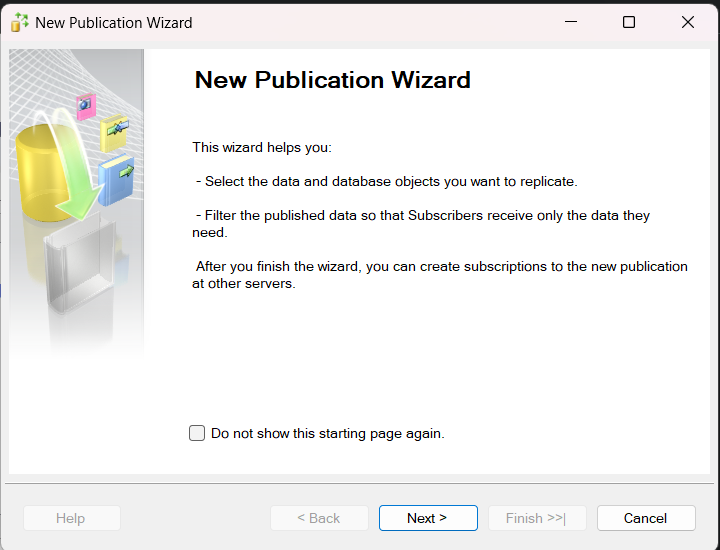 New Publication Wizard
New Publication Wizard
This wizard helps you:
- Select the data and database objects you want to replicate.
- Filter the published data so that Subscribers receive only the data they
need.
After you finish the wizard, you can create subscriptions to the new publication
at other servers.
Do not show this starting page again.
Help
< Back
Next >
Finish >>|
Cancel